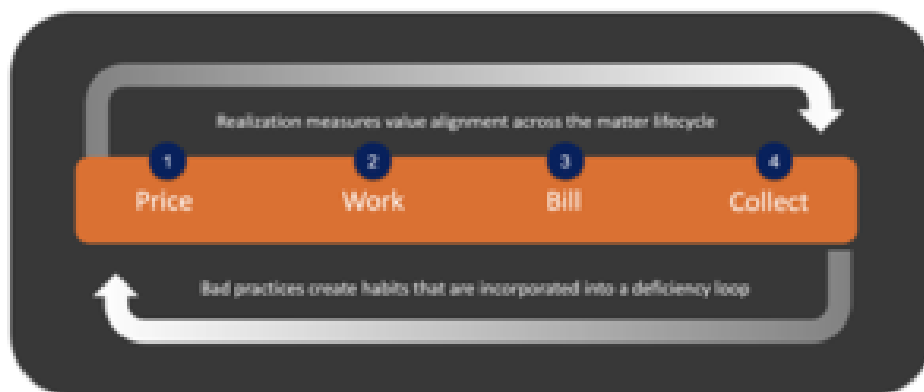 Realization measures value alignment across the matter lifecycle
1 2 3 4
Price Work Bill Collect
Bad practices create habits that are incorporated into a deficiency loop